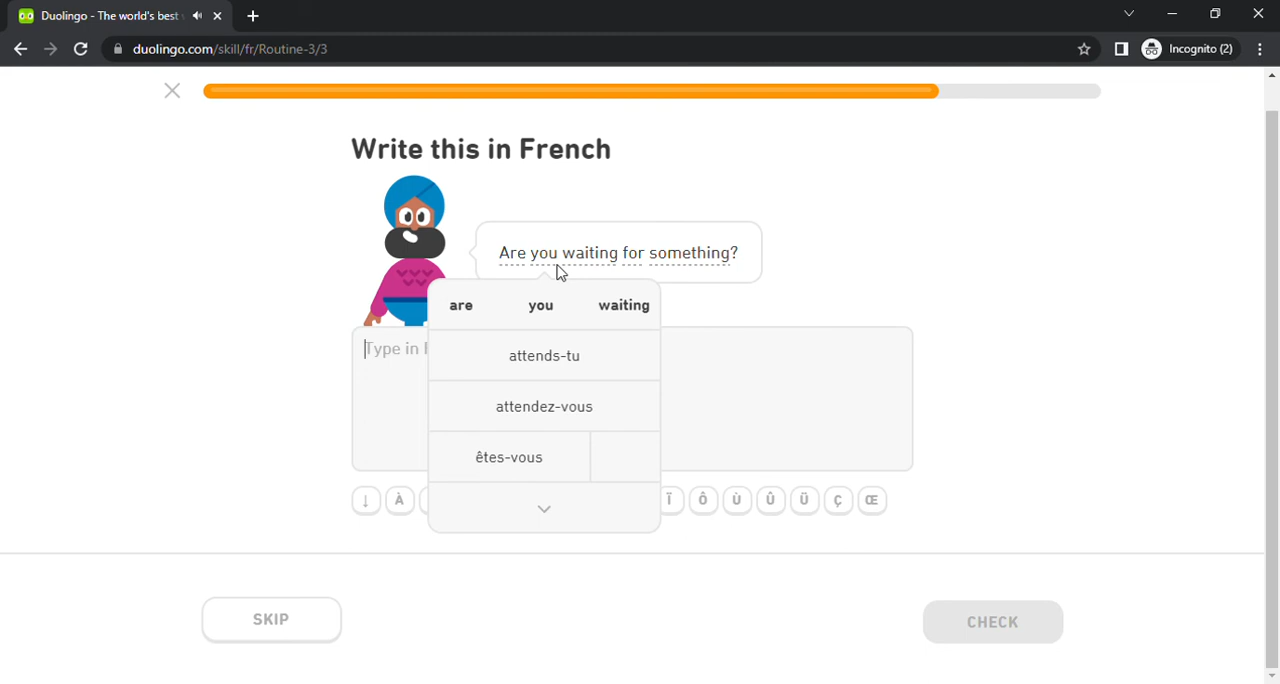 Duolingo - The world's best
duolingo.com/skill/fr/Routine-3/3
Incognito (2)
Write this in French
Are you waiting for something?
are you waiting
Type in
attends-tu
attendez-vous
êtes-vous
↓ À Ï Ô Ù Û Ü Ç Œ
SKIP
CHECK